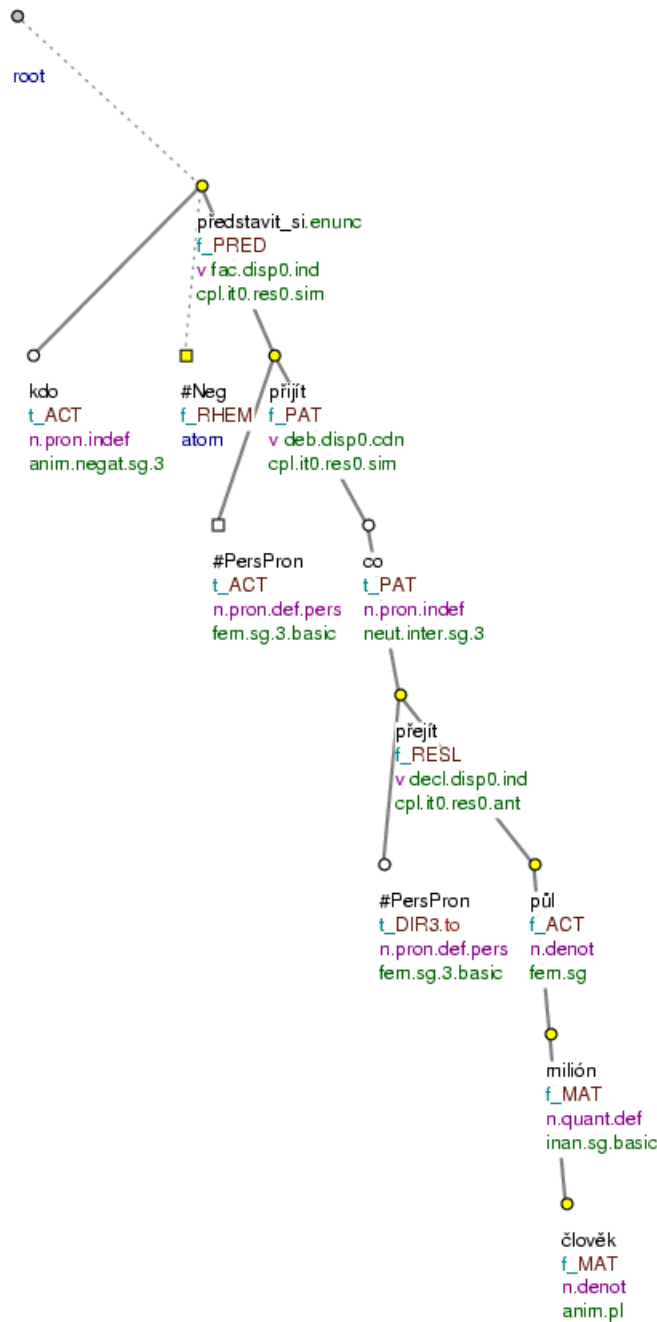 root
představit_si.enunc
f_PRED
v fac.disp0.ind
cpl.it0.res0.sim
kdo
t_ACT
n.pron.indef
anim.negat.sg.3
#Neg
f_RHEM
atom
přijít
f_PAT
v deb.disp0.cdn
cpl.it0.res0.sim
#PersPron
t_ACT
n.pron.def.pers
fem.sg.3.basic
co
t_PAT
n.pron.indef
neut.inter.sg.3
přejít
f_RESL
v decl.disp0.ind
cpl.it0.res0.ant
#PersPron
t_DIR3.to
n.pron.def.pers
fem.sg.3.basic
půl
f_ACT
n.denot
fem.sg
milión
f_MAT
n.quant.def
inan.sg.basic
člověk
f_MAT
n.denot
anim.pl